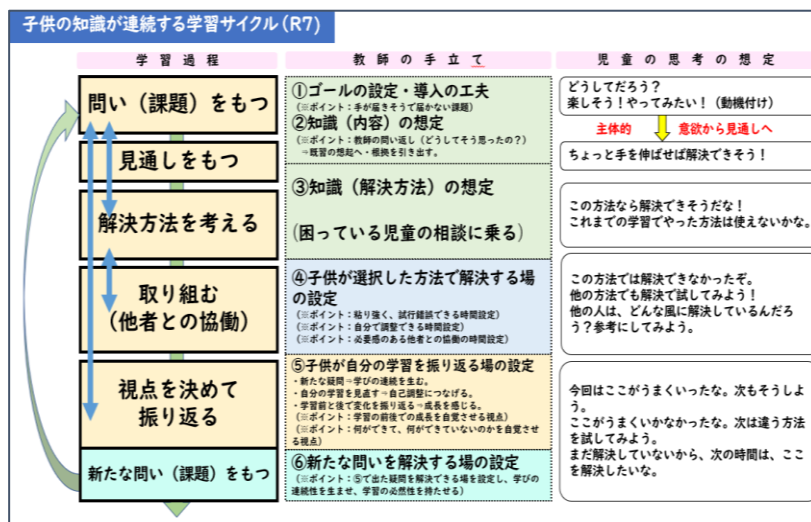 子供の知識が連続する学習サイクル(R7)
学習過程
教師の手立て
児童の思考の想定
問い(課題)をもつ
見通しをもつ
解決方法を考える
取り組む
(他者との協働)
視点を決めて
振り返る
新たな問い(課題)をもつ
①ゴールの設定・導入の工夫
(※ポイント:手が届きそうで届かない課題)
②知識(内容)の想定
(※ポイント:教師の問い返し(どうしてそう思ったの?)
⇒既習の想起へ・根拠を引き出す。
③知識(解決方法)の想定
(困っている児童の相談に乗る)
④子供が選択した方法で解決する場
の設定
(※ポイント:粘り強く、試行錯誤できる時間設定)
(※ポイント:自分で調整できる時間設定)
(※ポイント:必要感のある他者との協働の時間設定)
⑤子供が自分の学習を振り返る場の設定
・新たな疑問⇒学びの連続を生む。
・自分の学習を見直す⇒自己調整につなげる。
・学習前と後で変化を振り返る⇒成長を感じる。
(※ポイント:学習の前後での成長を自覚させる視点)
(※ポイント:何ができて、何ができていないのかを自覚させ
る視点)
⑥新たな問いを解決する場の設定
(※ポイント:⑤で出た疑問を解決できる場を設定し、学びの
連続性を生ませ、学習の必然性を持たせる)
どうしてだろう?
楽しそう!やってみたい!(動機付け)
主体的 意欲から見通しへ
ちょっと手を伸ばせば解決できそう!
この方法なら解決できそうだな!
これまでの学習でやった方法は使えないかな。
この方法では解決できなかったぞ。
他の方法でも解決で試してみよう!
他の人は、どんな風に解決しているんだろ
う?参考にしてみよう。
今回はここがうまくいったな。次もそうしよ
う。
ここがうまくいかなかったな。次は違う方法
を試してみよう。
まだ解決していないから、次の時間は、ここ
を解決したいな。